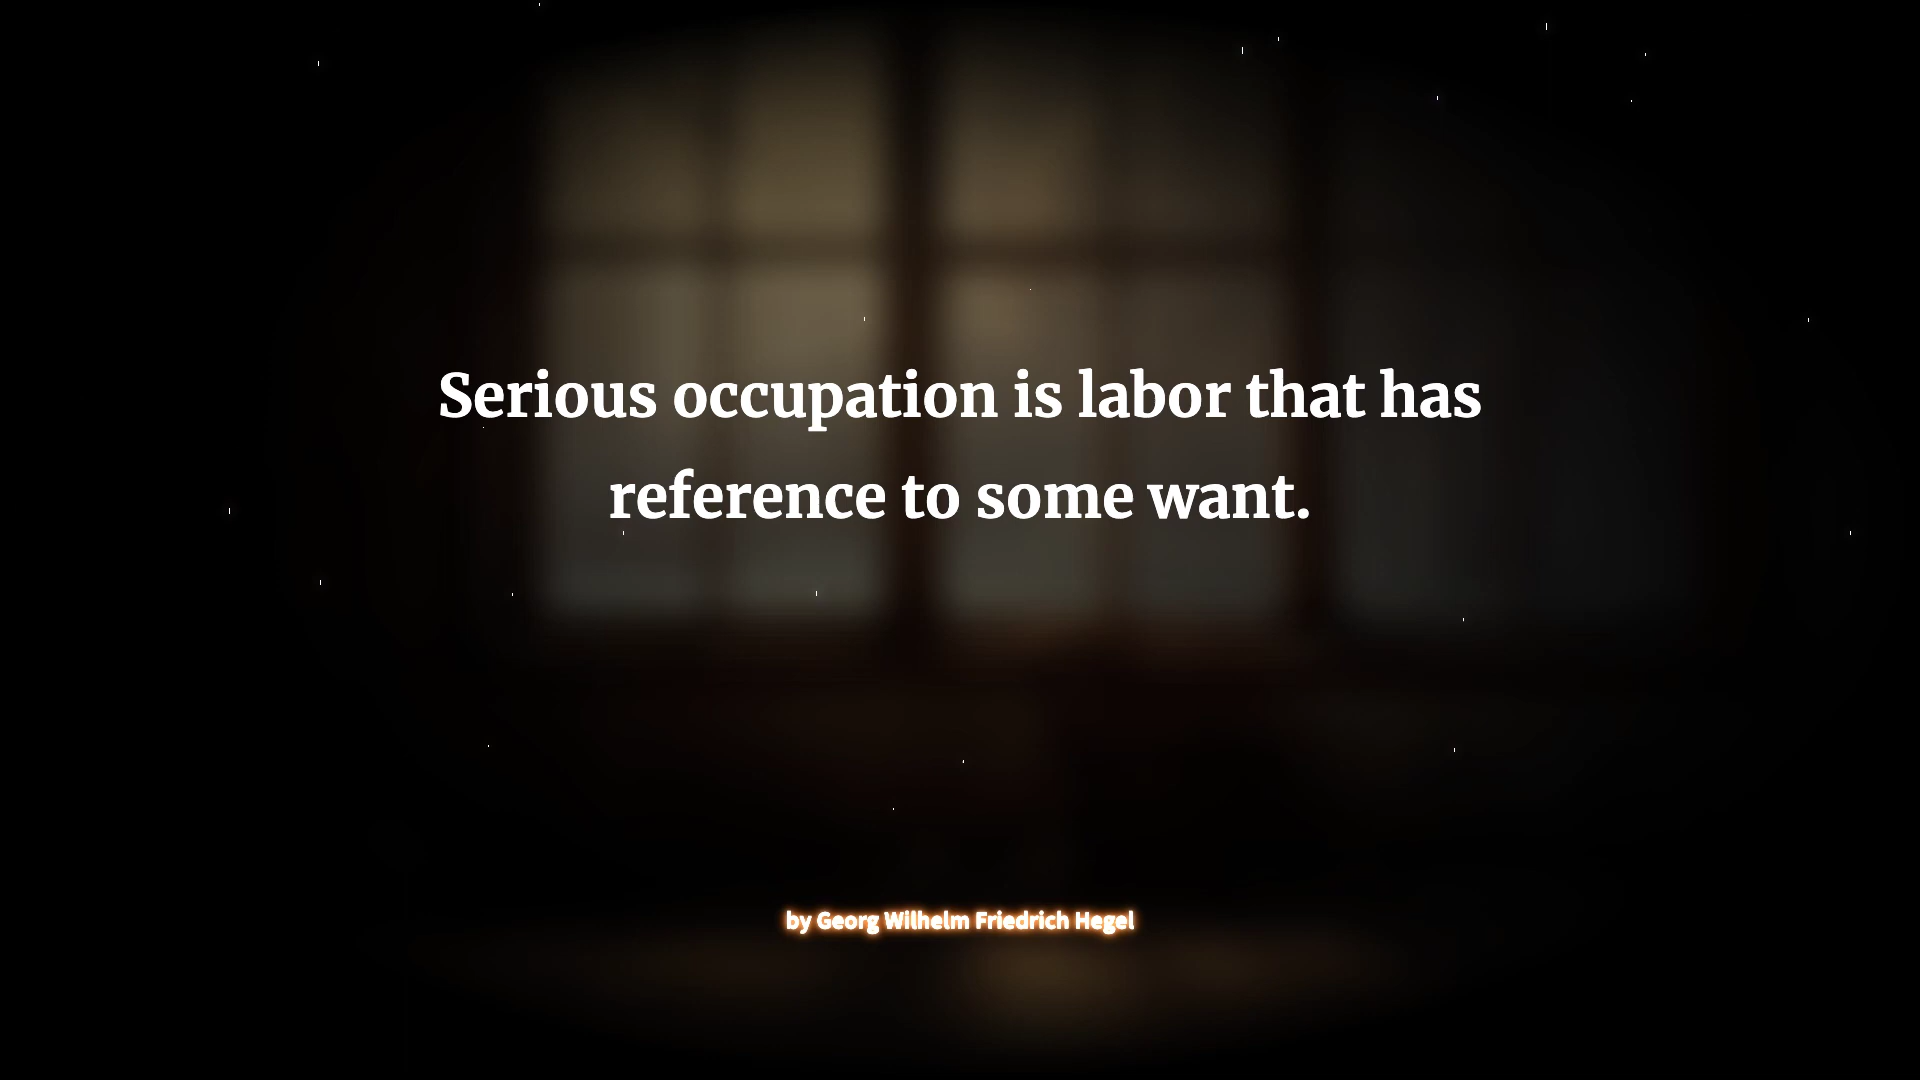 Serious occupation is labor that has
reference to some want.
by Georg Wilhelm Friedrich Hegel